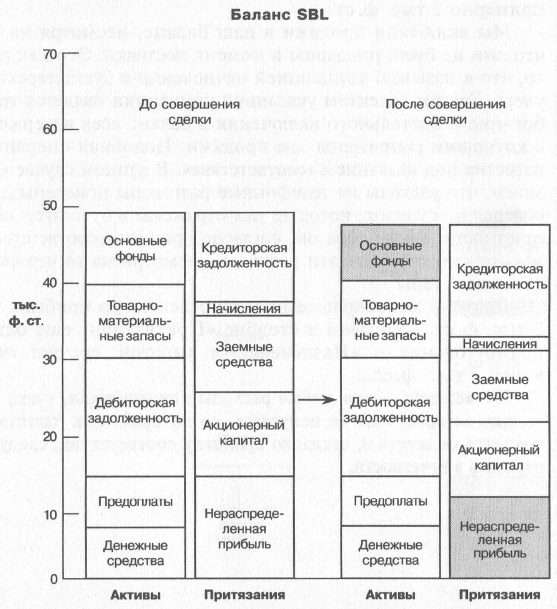 Баланс SBL
70
До совершения
сделки
После совершения
сделки
60
50
Основные
фонды
Кредиторская
задолженность
Основные
фонды
Кредиторская
задолженность
40
тыс.
ф. ст.
Товарно-
материаль-
ные запасы
Начисления
Заемные
средства
Товарно-
материаль-
ные запасы
Начисления
Заемные
средства
30
Дебиторская
задолженность
Акционерный
капитал
Дебиторская
задолженность
Акционерный
капитал
20
Предоплаты
Нераспреде-
ленная
прибыль
Предоплаты
Нераспреде-
ленная
прибыль
10
Денежные
средства
Денежные
средства
0
Активы
Притязания
Активы
Притязания